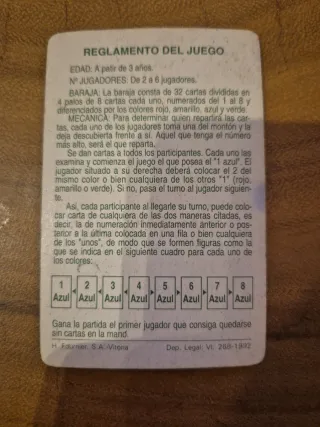 REGLAMENTO DEL JUEGO
EDAD: A partir de 3 años.
Nº JUGADORES: De 2 a 6 jugadores.
BARAJA: La baraja consta de 32 cartas divididas en
4 palos de 8 cartas cada uno, numerados del 1 al 8 y
diferenciados por los colores rojo, amarillo, azul y verde.
MECANICA: Para determinar quien repartirá las car-
tas, cada uno de los jugadores toma una del montón y la
deja descubierta frente a sí. Aquel que tenga el número
más alto, será el que reparta.
Se dan cartas a todos los participantes. Cada uno las
examina y comienza el juego el que posea el "1 azul". El
jugador situado a su derecha deberá colocar el 2 del
mismo color o bien cualquiera de los otros "1" (rojo,
amarillo o verde). Si no, pasa el turno al jugador siguien-
te.
Así, cada participante al llegarle su turno, puede colo-
car carta de cualquiera de las dos maneras citadas, es
decir, la de numeración inmediatamente anterior o pos-
terior a la última colocada en una fila o bien cualquiera
de los "unos", de modo que se formen figuras como la
que se indica en el siguiente cuadro para cada uno de
los colores:
1 2 3 4 5 6 7 8
Azul Azul Azul Azul Azul Azul Azul Azul
Gana la partida el primer jugador que consiga quedarse
sin cartas en la mano.
H. Fournier, S.A.-Vitoria Dep. Legal. VI. 288-1992